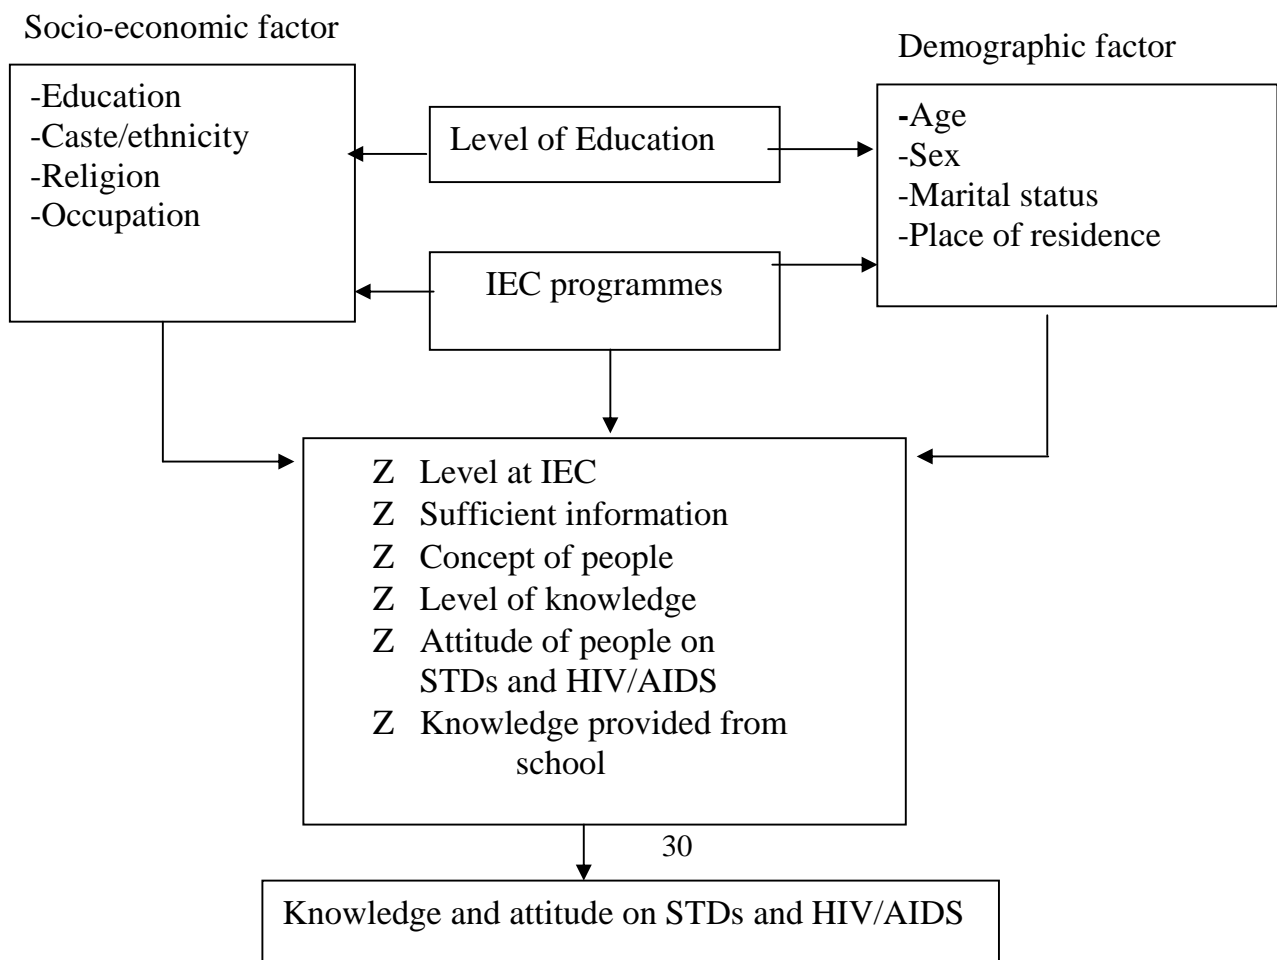 Socio-economic factor
-Education
-Caste/ethnicity
-Religion
-Occupation
Level of Education
IEC programmes
Demographic factor
-Age
-Sex
-Marital status
-Place of residence
Z Level at IEC
Z Sufficient information
Z Concept of people
Z Level of knowledge
Z Attitude of people on
STDs and HIV/AIDS
Z Knowledge provided from
school
30
Knowledge and attitude on STDs and HIV/AIDS